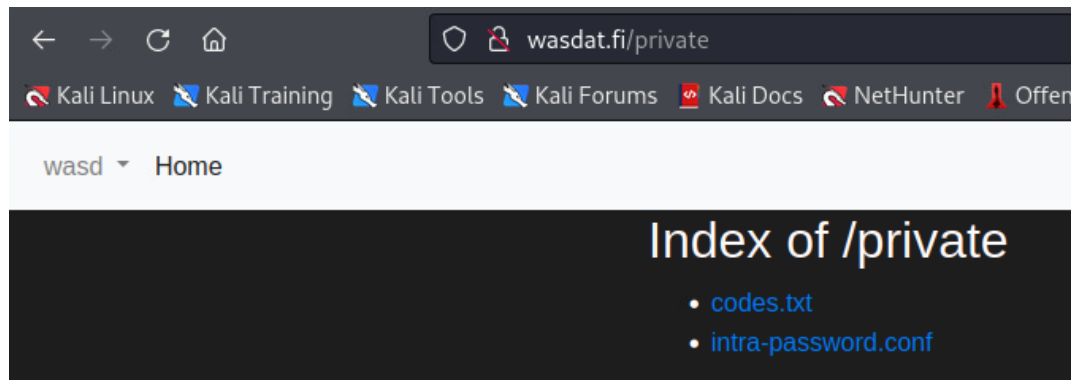 wasdat.fi/private
Kali Linux Kali Training Kali Tools Kali Forums Kali Docs NetHunter Offen
wasd Home
Index of /private
• codes.txt
• intra-password.conf